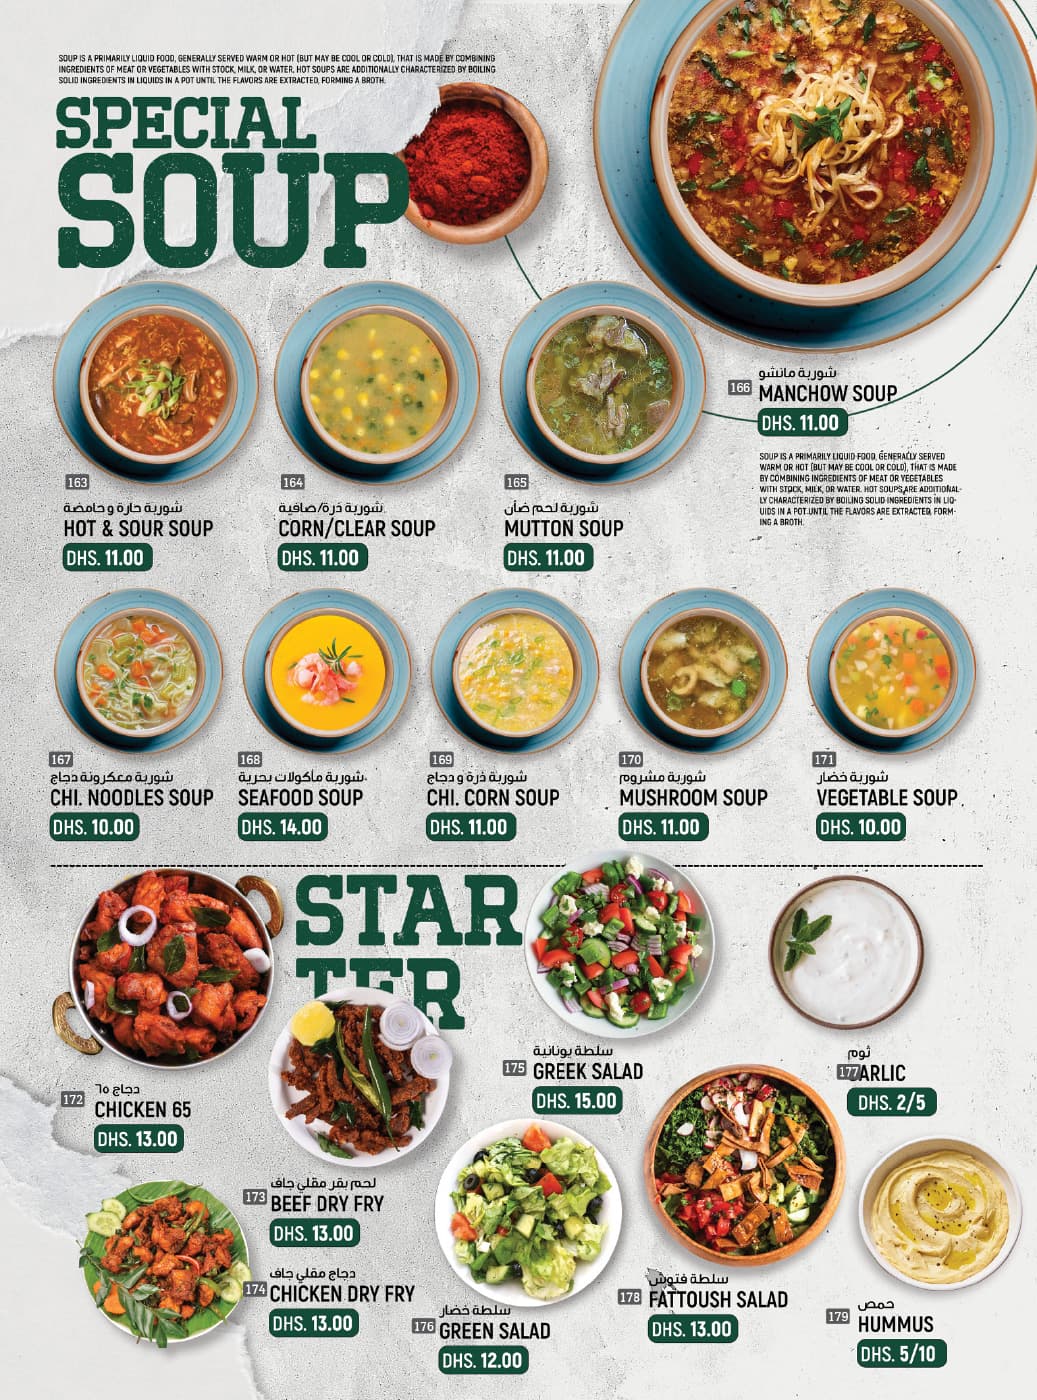 SOUP IS A PRIMARILY LIQUID FOOD, GENERALLY SERVED WARM OR HOT (BUT MAY BE COOL OR COLD), THAT IS MADE BY COMBINING
INGREDIENTS OF MEAT OR VEGETABLES WITH STOCK, MILK, OR WATER. HOT SOUPS ARE ADDITIONALLY CHARACTERIZED BY BOILING
SOLID INGREDIENTS IN LIQUIDS IN A POT UNTIL THE FLAVORS ARE EXTRACTED, FORMING A BROTH.
SPECIAL
SOUP
166
شوربة مانشو
MANCHOW SOUP
DHS. 11.00
SOUP IS A PRIMARILY LIQUID FOOD, GENERALLY SERVED
WARM OR HOT (BUT MAY BE COOL OR COLD), THAT IS MADE
BY COMBINING INGREDIENTS OF MEAT OR VEGETABLES
WITH STOCK, MILK, OR WATER. HOT SOUPS ARE ADDITIONAL-
LY CHARACTERIZED BY BOILING SOLID INGREDIENTS IN LIQ-
UIDS IN A POT UNTIL THE FLAVORS ARE EXTRACTED, FORM-
ING A BROTH.
163
شوربة حارة و حامضة
HOT & SOUR SOUP
DHS. 11.00
164
شوربة ذرة/صافية
CORN/CLEAR SOUP
DHS. 11.00
165
شوربة لحم ضأن
MUTTON SOUP
DHS. 11.00
167
شوربة معكرونة دجاج
CHI. NOODLES SOUP
DHS. 10.00
168
شوربة مأكولات بحرية
SEAFOOD SOUP
DHS. 14.00
169
شوربة ذرة و دجاج
CHI. CORN SOUP
DHS. 11.00
170
شوربة مشروم
MUSHROOM SOUP
DHS. 11.00
171
شوربة خضار
VEGETABLE SOUP
DHS. 10.00
STAR
TER
172
دجاج ٦٥
CHICKEN 65
DHS. 13.00
173
لحم بقر مقلي جاف
BEEF DRY FRY
DHS. 13.00
174
دجاج مقلي جاف
CHICKEN DRY FRY
DHS. 13.00
175
سلطة يونانية
GREEK SALAD
DHS. 15.00
176
سلطة خضار
GREEN SALAD
DHS. 12.00
177
ثوم
GARLIC
DHS. 2/5
178
سلطة فتوش
FATTOUSH SALAD
DHS. 13.00
179
حمص
HUMMUS
DHS. 5/10